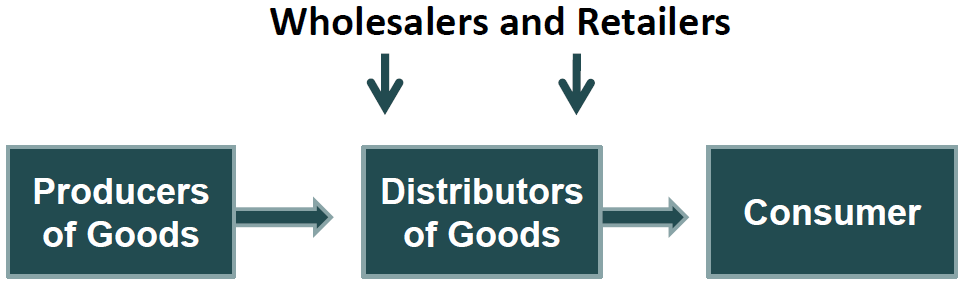 Wholesalers and Retailers
Producers
of Goods
Distributors
of Goods
Consumer